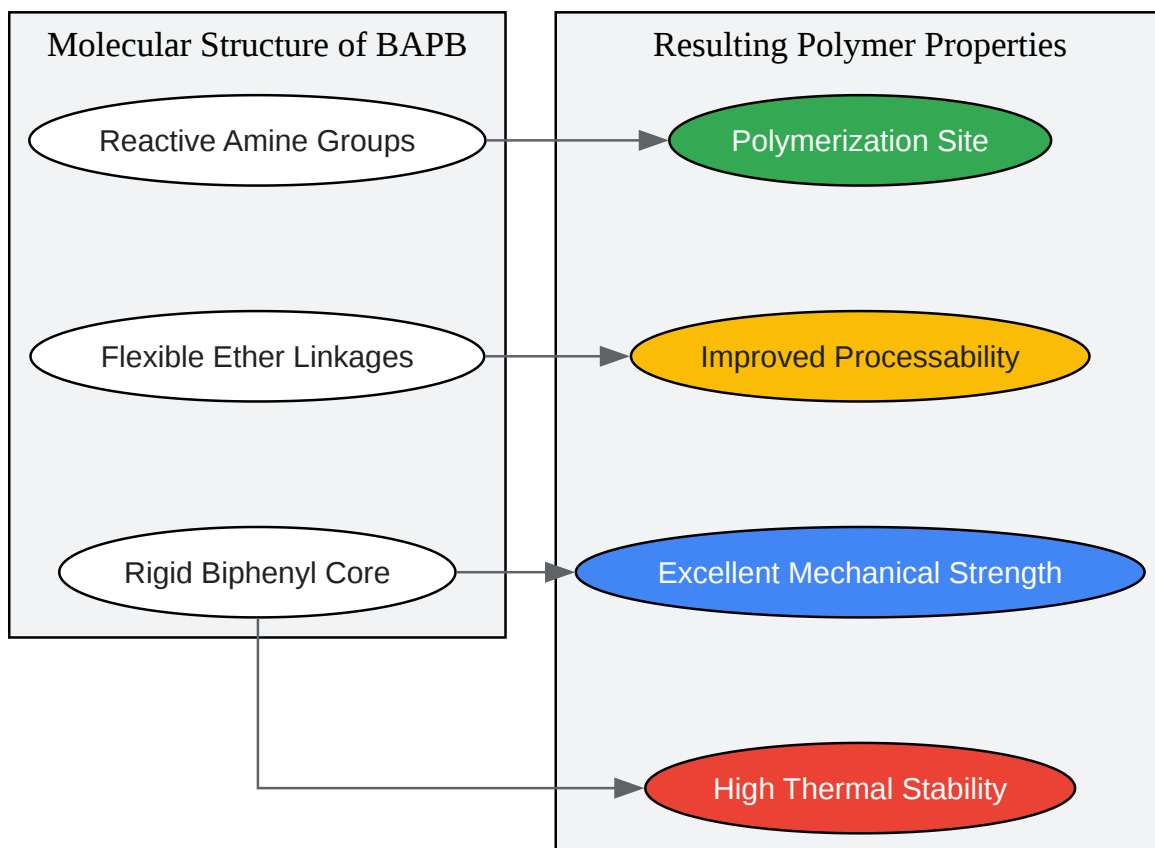 Molecular Structure of BAPB
Resulting Polymer Properties
Reactive Amine Groups
Polymerization Site
Flexible Ether Linkages
Improved Processability
Rigid Biphenyl Core
Excellent Mechanical Strength
High Thermal Stability